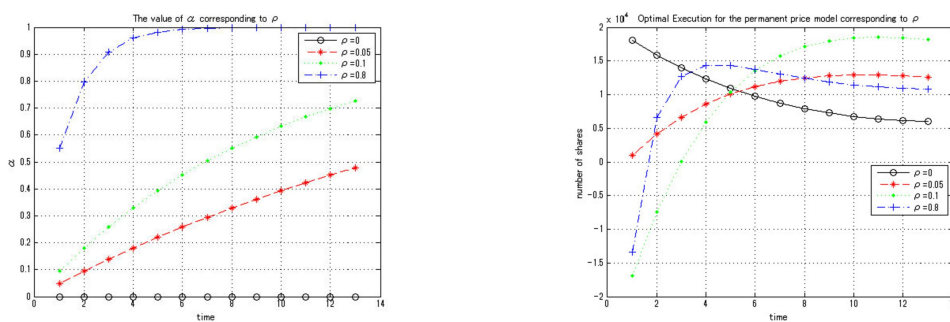 The value of α corresponding to ρ
1
0.9
0.8
0.7
0.6
0.5
0.4
0.3
0.2
0.1
0
α
0 2 4 6 8 10 12 14
time
ρ=0
ρ=0.05
ρ=0.1
ρ=0.8
Optimal Execution for the permanent price model corresponding to ρ
× 10⁴
2
1.5
1
0.5
0
−0.5
−1
−1.5
−2
number of shares
0 2 4 6 8 10 12 14
time
ρ=0
ρ=0.05
ρ=0.1
ρ=0.8